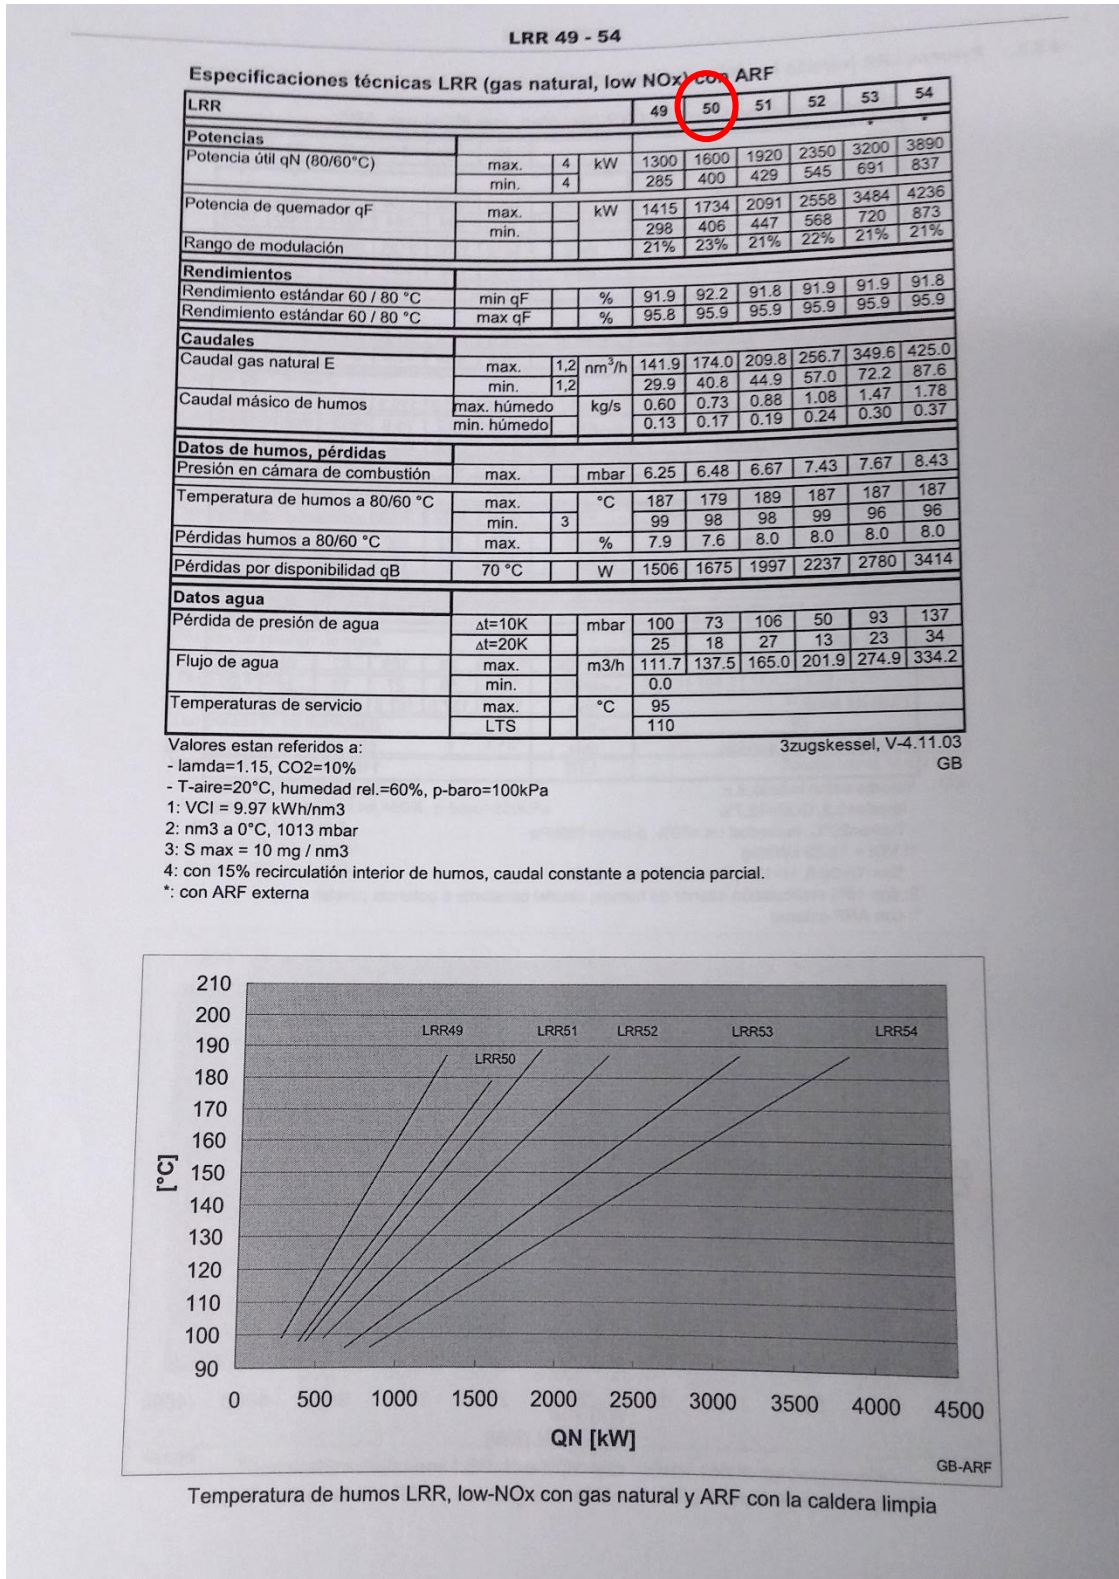 LRR 49 - 54
Especificaciones técnicas LRR (gas natural, low NOx) con ARF
LRR 49 50 51 52 53 54
* *
Potencias
Potencia útil qN (80/60°C) max. 4 kW 1300 1600 1920 2350 3200 3890
min. 4 285 400 429 545 691 837
Potencia de quemador qF max. kW 1415 1734 2091 2558 3484 4236
min. 298 406 447 568 720 873
Rango de modulación 21% 23% 21% 22% 21% 21%
Rendimientos
Rendimiento estándar 60 / 80 °C min qF % 91.9 92.2 91.8 91.9 91.9 91.8
Rendimiento estándar 60 / 80 °C max qF % 95.8 95.9 95.9 95.9 95.9 95.9
Caudales
Caudal gas natural E max. 1,2 nm³/h 141.9 174.0 209.8 256.7 349.6 425.0
min. 1,2 29.9 40.8 44.9 57.0 72.2 87.6
Caudal másico de humos max. húmedo kg/s 0.60 0.73 0.88 1.08 1.47 1.78
min. húmedo 0.13 0.17 0.19 0.24 0.30 0.37
Datos de humos, pérdidas
Presión en cámara de combustión max. mbar 6.25 6.48 6.67 7.43 7.67 8.43
Temperatura de humos a 80/60 °C max. °C 187 179 189 187 187 187
min. 3 99 98 98 99 96 96
Pérdidas humos a 80/60 °C max. % 7.9 7.6 8.0 8.0 8.0 8.0
Pérdidas por disponibilidad qB 70 °C W 1506 1675 1997 2237 2780 3414
Datos agua
Pérdida de presión de agua Δt=10K mbar 100 73 106 50 93 137
Δt=20K 25 18 27 13 23 34
Flujo de agua max. m3/h 111.7 137.5 165.0 201.9 274.9 334.2
min. 0.0
Temperaturas de servicio max. °C 95
LTS 110
Valores estan referidos a: 3zugskessel, V-4.11.03
- lamda=1.15, CO2=10% GB
- T-aire=20°C, humedad rel.=60%, p-baro=100kPa
1: VCI = 9.97 kWh/nm3
2: nm3 a 0°C, 1013 mbar
3: S max = 10 mg / nm3
4: con 15% recirculatión interior de humos, caudal constante a potencia parcial.
*: con ARF externa
210
200
LRR49 LRR51 LRR52 LRR53 LRR54
190
LRR50
180
170
160
[°C]
150
140
130
120
110
100
90
0 500 1000 1500 2000 2500 3000 3500 4000 4500
QN [kW]
GB-ARF
Temperatura de humos LRR, low-NOx con gas natural y ARF con la caldera limpia